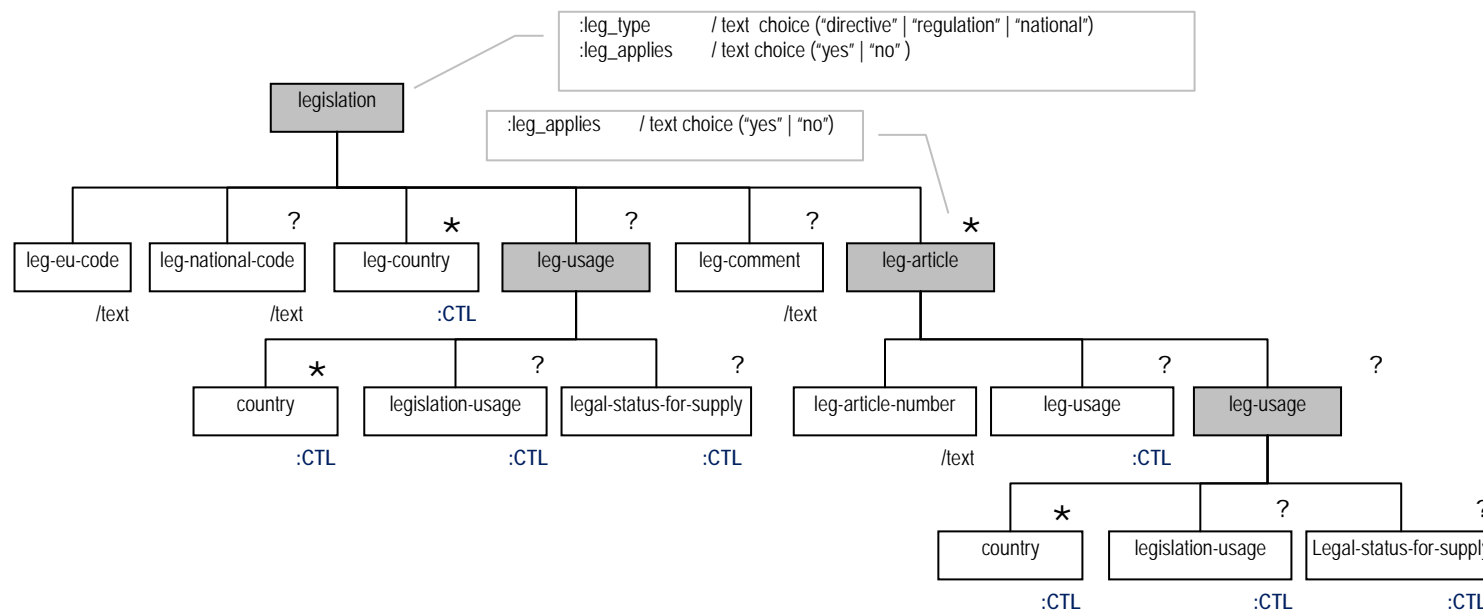 :leg_type / text choice (“directive” | “regulation” | “national”)
:leg_applies / text choice (“yes” | “no” )
legislation
:leg_applies / text choice (“yes” | “no”)
? * ? ? *
leg-eu-code leg-national-code leg-country leg-usage leg-comment leg-article
/text /text :CTL /text
* ? ? ? ?
country legislation-usage legal-status-for-supply leg-article-number leg-usage leg-usage
:CTL :CTL :CTL /text :CTL
* ? ?
country legislation-usage Legal-status-for-supply
:CTL :CTL :CTL